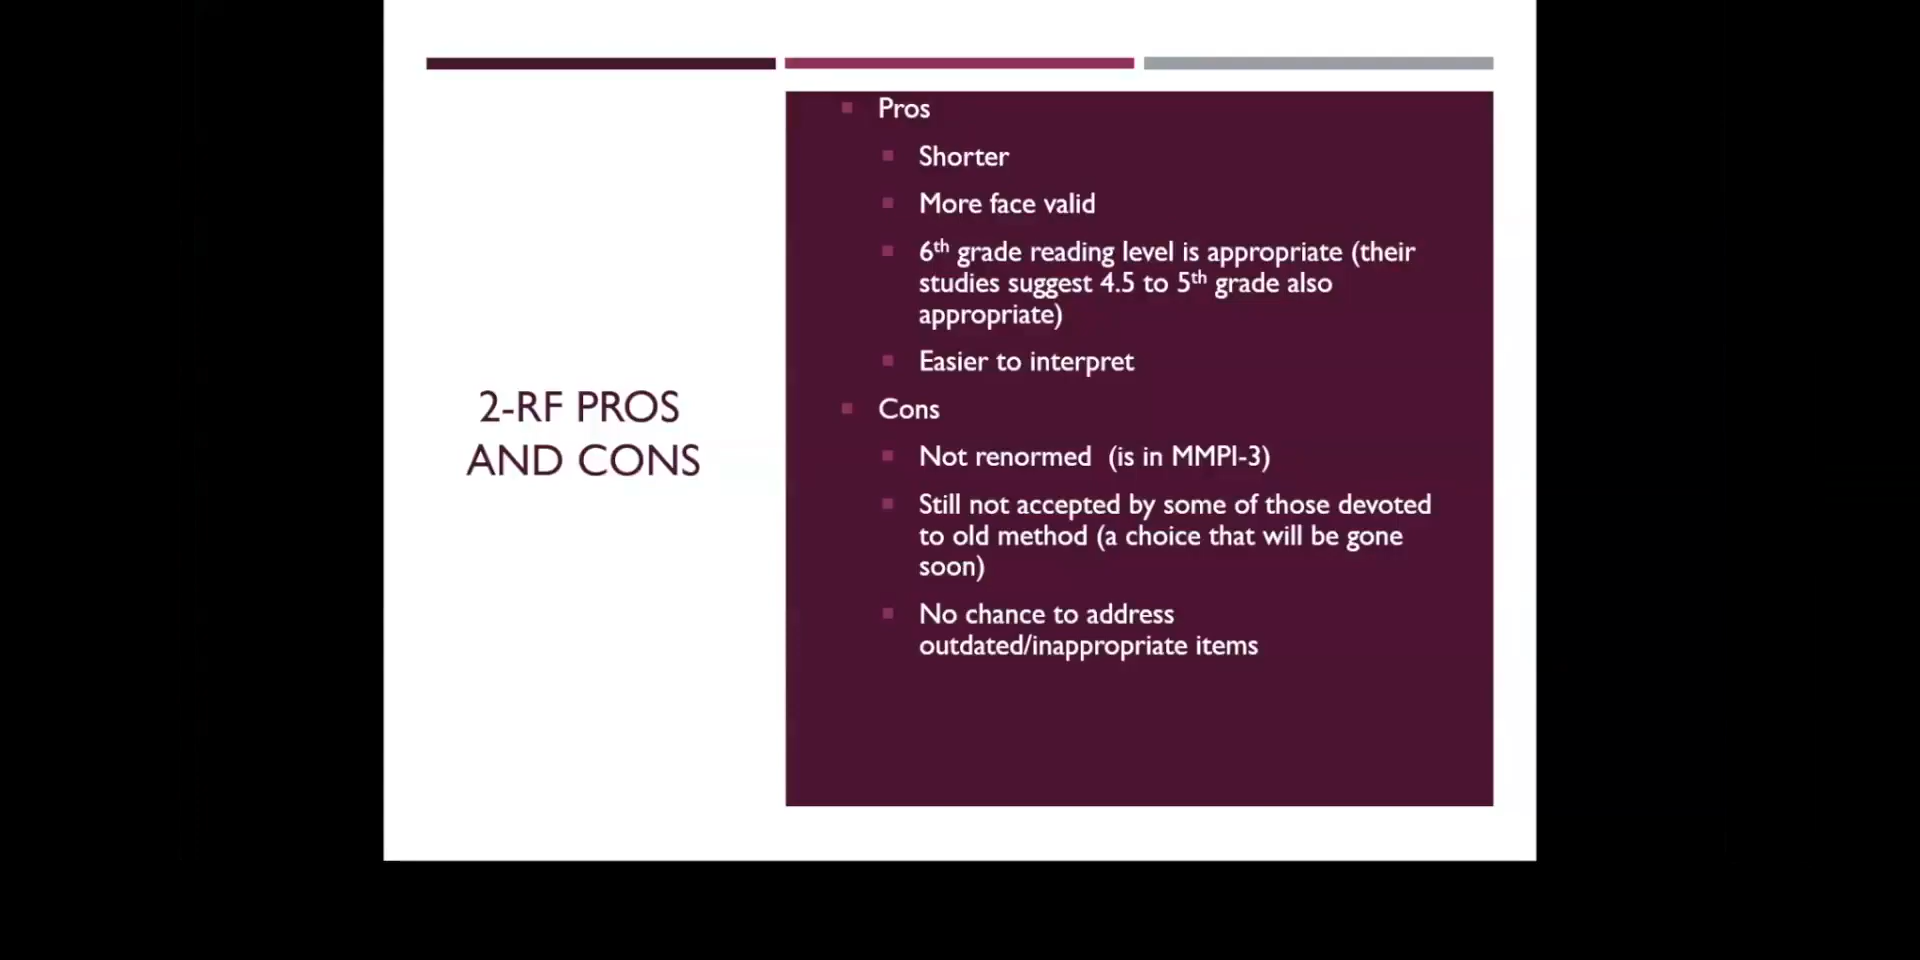 2-RF PROS
AND CONS
Pros
Shorter
More face valid
6th grade reading level is appropriate (their
studies suggest 4.5 to 5th grade also
appropriate)
Easier to interpret
Cons
Not renormed (is in MMPI-3)
Still not accepted by some of those devoted
to old method (a choice that will be gone
soon)
No chance to address
outdated/inappropriate items